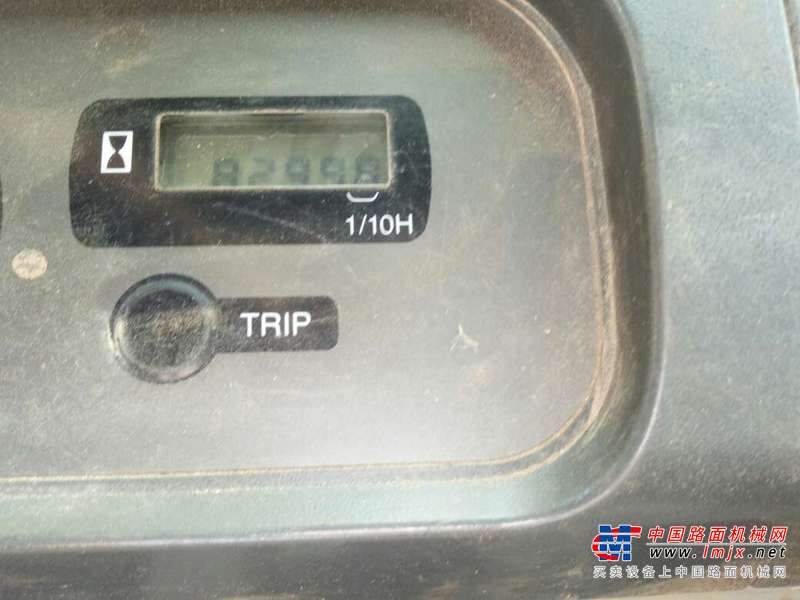 82998
1/10H
TRIP
中国路面机械网
www.lmjx.net
买卖设备上中国路面机械网